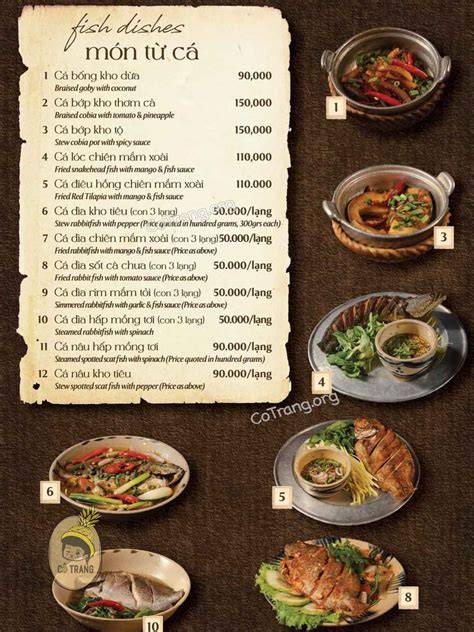 fish dishes
món từ cá
1 Cá bống kho dừa 90,000
Braised goby with coconut
2 Cá bớp kho thơm cà 150,000
Braised cobia with tomato & pineapple
3 Cá bớp kho tộ 150,000
Stew cobia pot with spicy sauce
4 Cá lóc chiên mắm xoài 110,000
Fried snakehead fish with mango & fish sauce
5 Cá điêu hồng chiên mắm xoài 110.000
Fried Red Tilapia with mango & fish sauce
6 Cá dìa kho tiêu (con 3 lạng) 50.000/lạng
Stew rabbitfish with pepper (Price quoted in hundred grams, 300grs each)
7 Cá dìa chiên mắm xoài (con 3 lạng) 50.000/lạng
Fried rabbitfish with mango & fish sauce (Price as above)
8 Cá dìa sốt cà chua (con 3 lạng) 50.000/lạng
Fried rabbit fish with tomato sauce (Price as above)
9 Cá dìa rim mắm tỏi (con 3 lạng) 50.000/lạng
Simmered rabbitfish with garlic & fish sauce (Price as above)
10 Cá dìa hấp mồng tơi (con 3 lạng) 50.000/lạng
Steamed rabbitfish with spinach
11 Cá nâu hấp mồng tơi 90.000/lạng
Steamed spotted scat fish with spinach (Price quoted in hundred grams)
12 Cá nâu kho tiêu 90.000/lạng
Stew spotted scat fish with pepper (Price as above)
CoTrang.org
1
3
4
CoTrang.org
6
5
CÔ TRANG
10
8